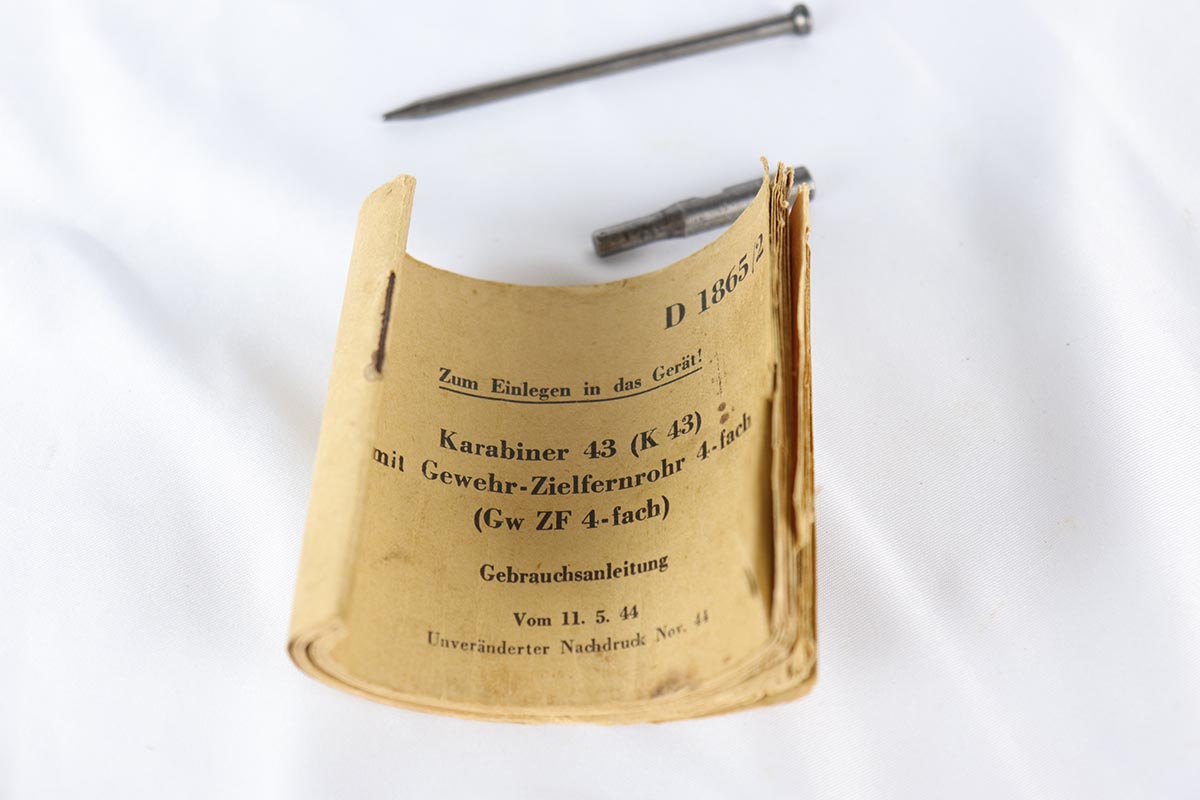 D 1865/2
Zum Einlegen in das Gerät!
Karabiner 43 (K 43)
mit Gewehr-Zielfernrohr 4-fach
(Gw ZF 4-fach)
Gebrauchsanleitung
Vom 11. 5. 44
Unveränderter Nachdruck Nov. 44